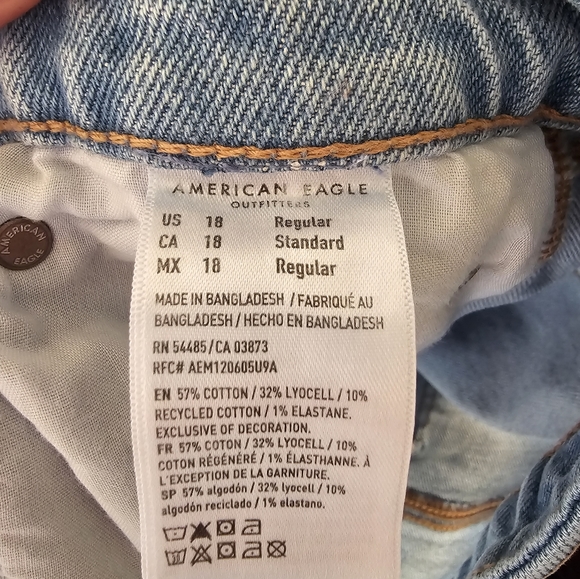 AMERICAN EAGLE
OUTFITTERS
US 18 Regular
CA 18 Standard
MX 18 Regular
MADE IN BANGLADESH / FABRIQUÉ AU
BANGLADESH / HECHO EN BANGLADESH
RN 54485/CA 03873
RFC# AEM120605U9A
EN 57% COTTON / 32% LYOCELL / 10%
RECYCLED COTTON / 1% ELASTANE.
EXCLUSIVE OF DECORATION.
FR 57% COTON / 32% LYOCELL / 10%
COTON RÉGÉNÉRÉ / 1% ÉLASTHANNE. À
L'EXCEPTION DE LA GARNITURE.
SP 57% algodón / 32% lyocell / 10%
algodón reciclado / 1% elastano.
AMERICAN
EAGLE